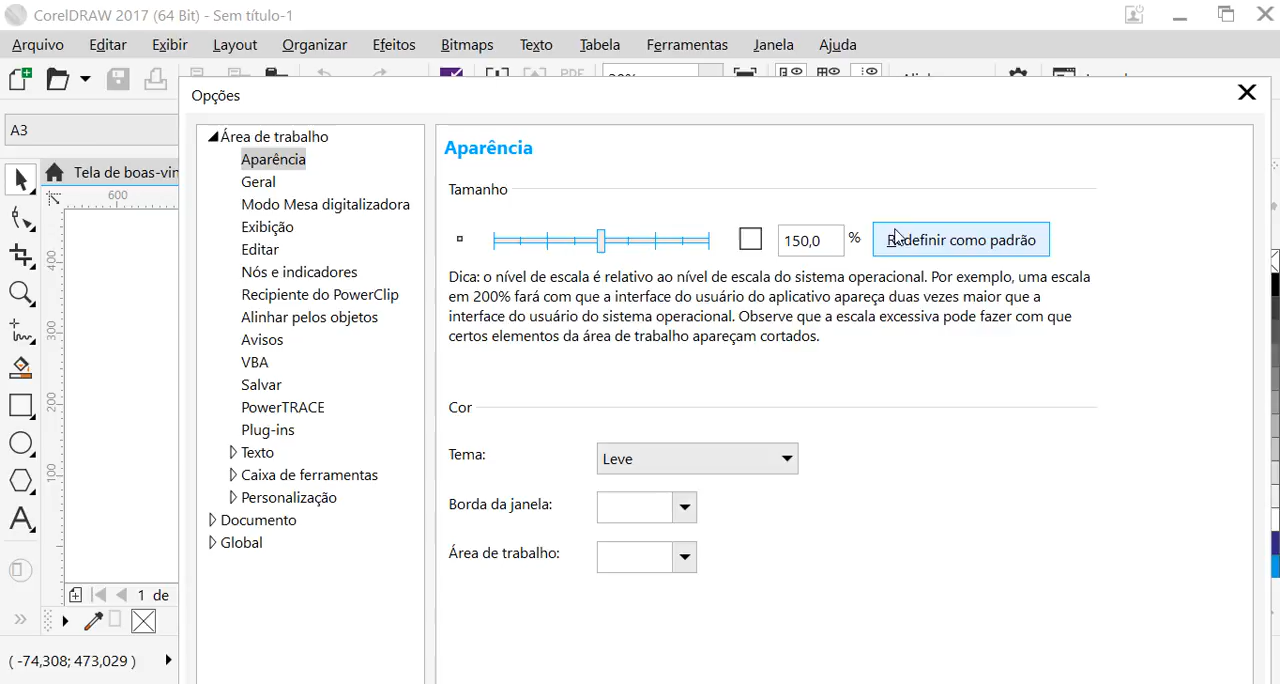 CorelDRAW 2017 (64 Bit) - Sem título-1
Arquivo Editar Exibir Layout Organizar Efeitos Bitmaps Texto Tabela Ferramentas Janela Ajuda
PDF
A3
Opções
Tela de boas-vin
600
400
300
200
100
1 de
( -74,308; 473,029 )
Área de trabalho
Aparência
Geral
Modo Mesa digitalizadora
Exibição
Editar
Nós e indicadores
Recipiente do PowerClip
Alinhar pelos objetos
Avisos
VBA
Salvar
PowerTRACE
Plug-ins
Texto
Caixa de ferramentas
Personalização
Documento
Global
Aparência
Tamanho
150,0 % Redefinir como padrão
Dica: o nível de escala é relativo ao nível de escala do sistema operacional. Por exemplo, uma escala
em 200% fará com que a interface do usuário do aplicativo apareça duas vezes maior que a
interface do usuário do sistema operacional. Observe que a escala excessiva pode fazer com que
certos elementos da área de trabalho apareçam cortados.
Cor
Tema: Leve
Borda da janela:
Área de trabalho: